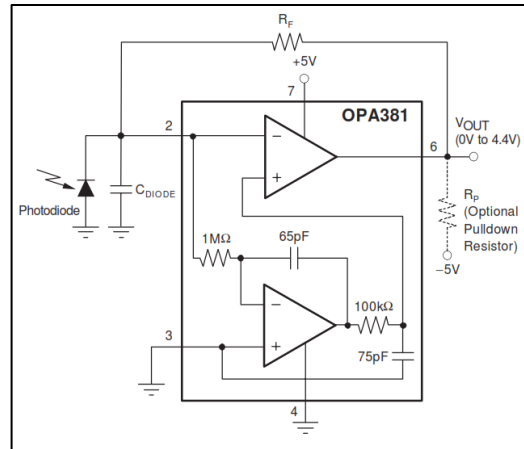 RF
+5V
7
OPA381
2
6
VOUT
(0V to 4.4V)
RP
(Optional
Pulldown
Resistor)
−5V
Photodiode
CDIODE
1MΩ
65pF
100kΩ
75pF
3
4